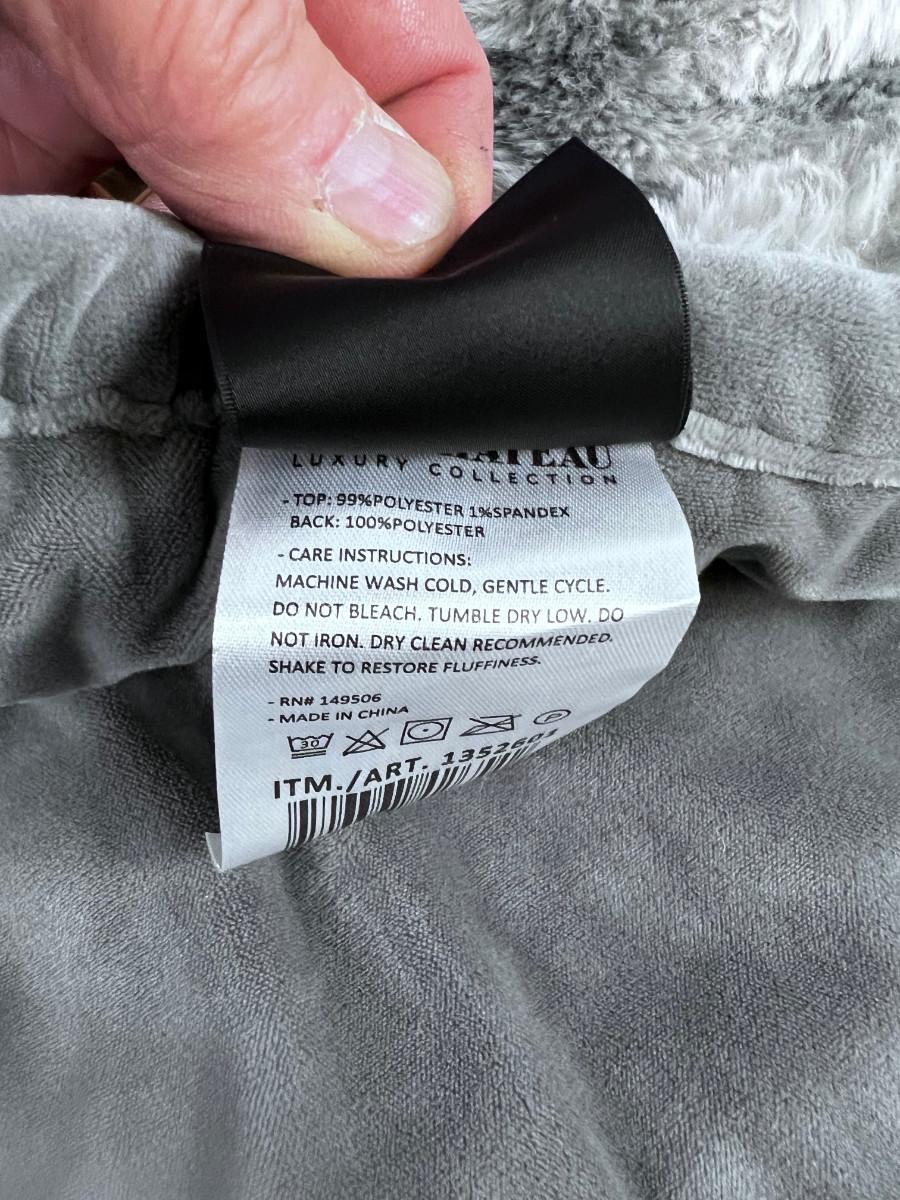 LUXURY COLLECTION
- TOP: 99%POLYESTER 1%SPANDEX
BACK: 100%POLYESTER
- CARE INSTRUCTIONS:
MACHINE WASH COLD, GENTLE CYCLE.
DO NOT BLEACH. TUMBLE DRY LOW. DO
NOT IRON. DRY CLEAN RECOMMENDED.
SHAKE TO RESTORE FLUFFINESS.
- RN# 149506
- MADE IN CHINA
30 P
ITM./ART. 1352601